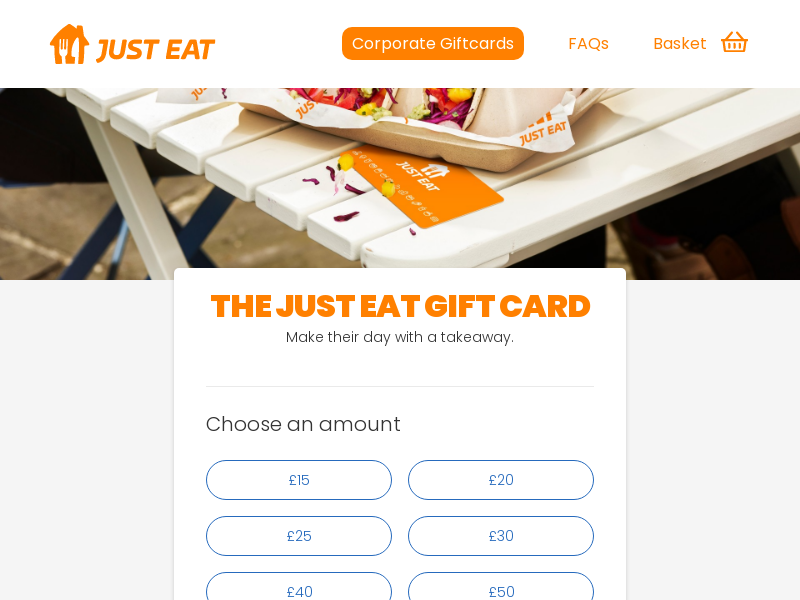 JUST EAT
Corporate Giftcards
FAQs
Basket
JUST EAT
JUST EAT
THE JUST EAT GIFT CARD
Make their day with a takeaway.
Choose an amount
£15
£20
£25
£30
£40
£50